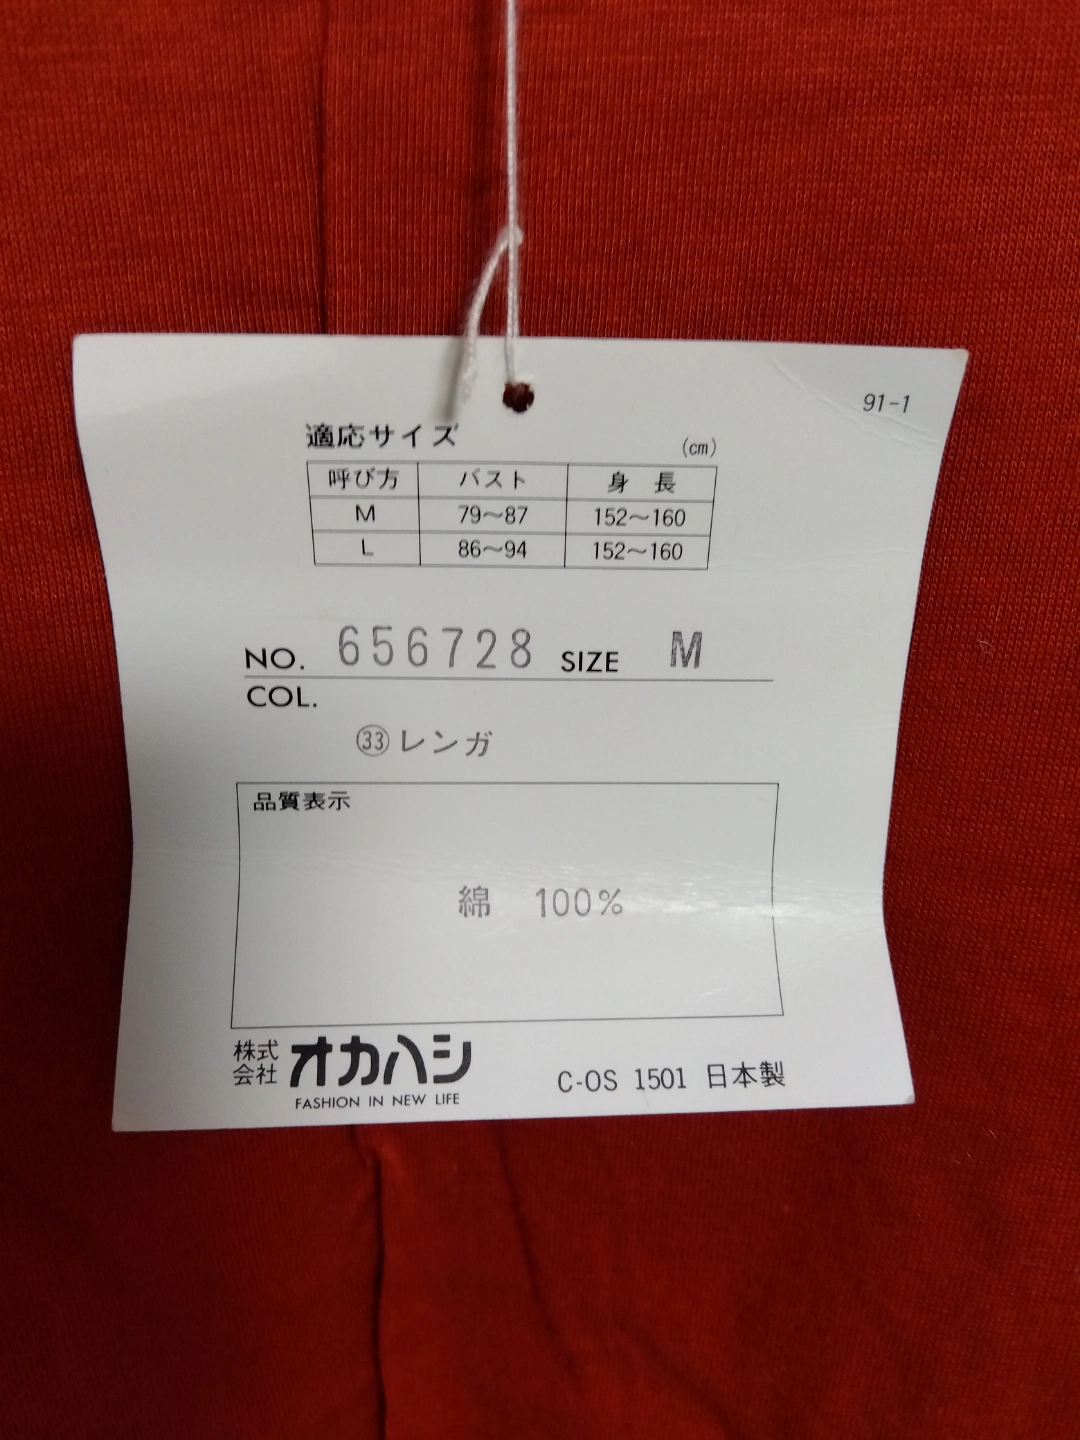 91-1
適応サイズ (cm)
呼び方 バスト 身長
M 79〜87 152〜160
L 86〜94 152〜160
NO. 656728 SIZE M
COL.
㉝レンガ
品質表示
綿 100%
株式会社 オカハシ
FASHION IN NEW LIFE
C-OS 1501 日本製